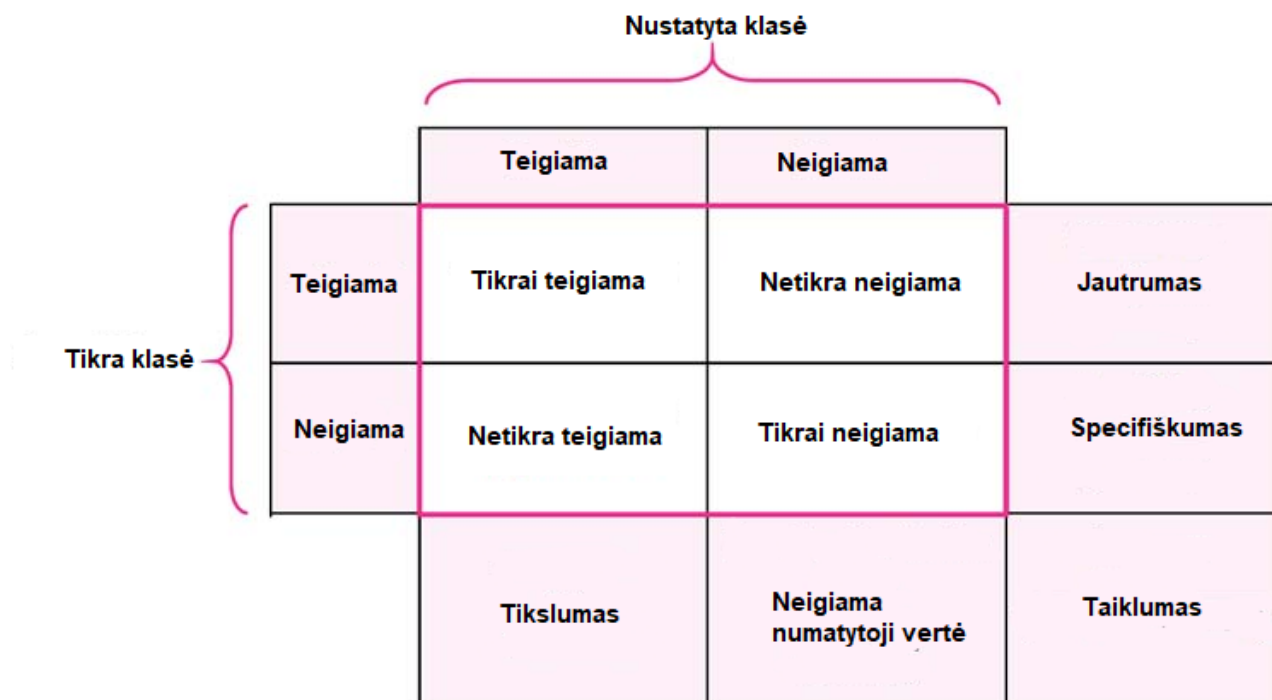 Nustatyta klasė
Teigiama
Neigiama
Tikra klasė
Teigiama
Tikrai teigiama
Netikra neigiama
Jautrumas
Neigiama
Netikra teigiama
Tikrai neigiama
Specifiškumas
Tikslumas
Neigiama
numatytoji vertė
Taiklumas